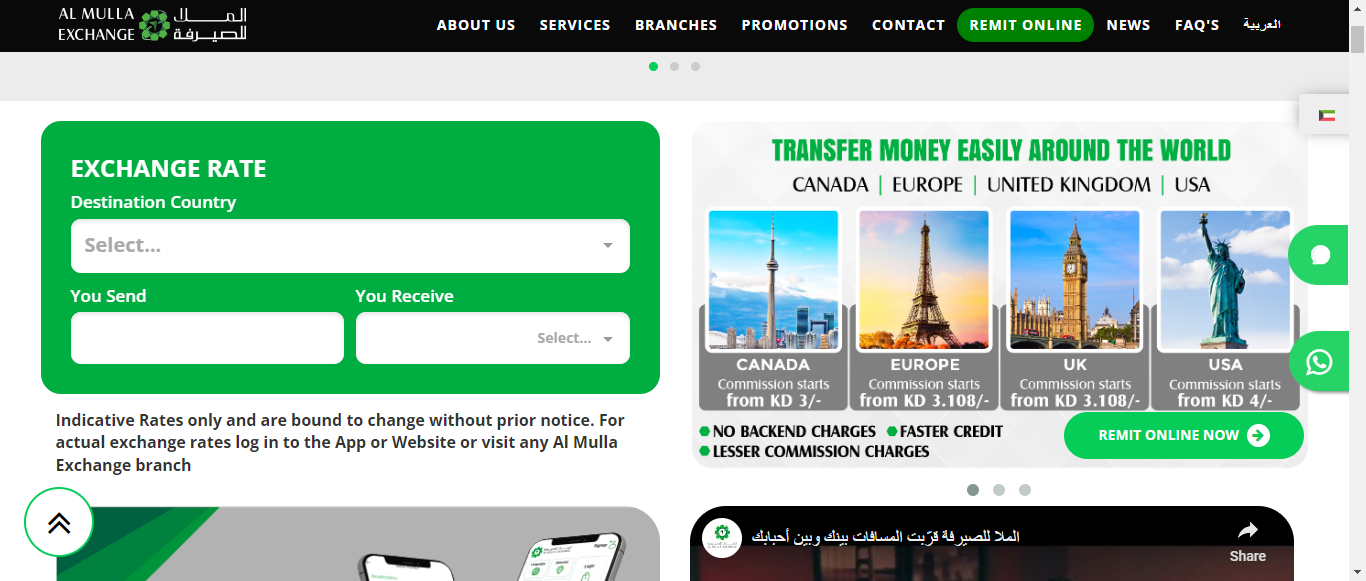 AL MULLA
EXCHANGE
الملا
للصيرفة
ABOUT US
SERVICES
BRANCHES
PROMOTIONS
CONTACT
REMIT ONLINE
NEWS
FAQ'S
العربية
EXCHANGE RATE
Destination Country
Select...
You Send
You Receive
Select...
Indicative Rates only and are bound to change without prior notice. For
actual exchange rates log in to the App or Website or visit any Al Mulla
Exchange branch
TRANSFER MONEY EASILY AROUND THE WORLD
CANADA | EUROPE | UNITED KINGDOM | USA
CANADA
Commission starts
from KD 3/-
EUROPE
Commission starts
from KD 3.108/-
UK
Commission starts
from KD 3.108/-
USA
Commission starts
from KD 4/-
NO BACKEND CHARGES
FASTER CREDIT
LESSER COMMISSION CHARGES
REMIT ONLINE NOW
الملا للصيرفة قرّبت المسافات بينك وبين أحبابك
Share